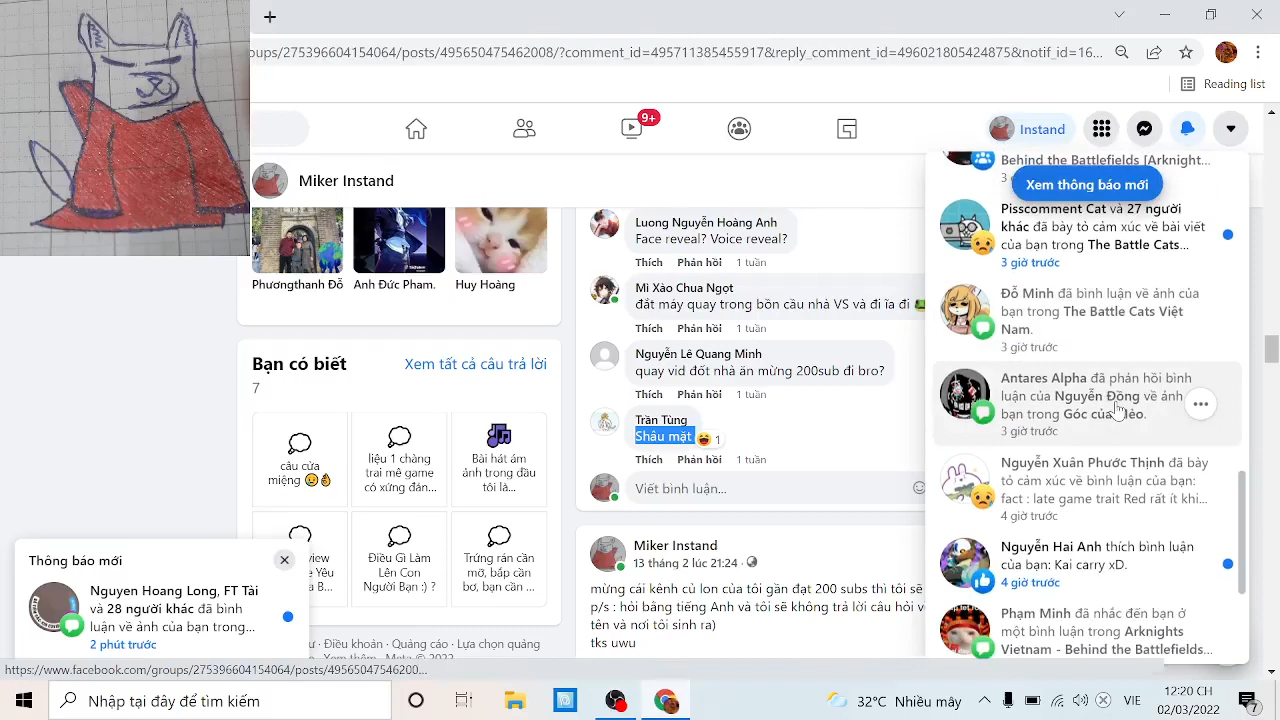 oups/275396604154064/posts/495650475462008/?comment_id=495711385455917&reply_comment_id=496021805424875&notif_id=16...
Reading list
9+
Instand
Miker Instand
Phươngthanh Đỗ
Anh Đức Phạm.
Huy Hoàng
Bạn có biết
Xem tất cả câu trả lời
7
câu cửa
miệng 😗👌
liệu 1 chàng
trai mê game
có xứng đán...
Bài hát ám
ảnh trong đầu
tôi là...
Điều Gì Làm
Lên Con
Người Bạn :) ?
Trứng rán cần
mỡ, bắp cần
bơ, bạn cần ...
Điều khoản · Quảng cáo · Lựa chọn quảng
Thông báo mới
Nguyen Hoang Long, FT Tài
và 28 người khác đã bình
luận về ảnh của bạn trong...
2 phút trước
Luong Nguyễn Hoàng Anh
Face reveal? Voice reveal?
Thích Phản hồi 1 tuần
Mì Xào Chua Ngọt
đặt máy quay trong bồn cầu nhà VS và đi ỉa đi
Thích Phản hồi 1 tuần
Nguyễn Lê Quang Minh
quay vid đốt nhà ăn mừng 200sub đi bro?
Thích Phản hồi 1 tuần
Trần Tùng
Shâu mặt
1
Thích Phản hồi 1 tuần
Viết bình luận...
Miker Instand
13 tháng 2 lúc 21:24 ·
mừng cái kênh củ lon của tôi gần đạt 200 subs thì tôi
p/s : hỏi bằng tiếng Anh và tôi sẽ không trả lời câu hỏi v
tên và nơi tôi sinh ra)
tks uwu
Behind the Battlefields [Arknight...
Xem thông báo mới
Pisscomment Cat và 27 người
khác đã bày tỏ cảm xúc về bài viết
của bạn trong The Battle Cats...
3 giờ trước
Đỗ Minh đã bình luận về ảnh của
bạn trong The Battle Cats Việt
Nam.
3 giờ trước
Antares Alpha đã phản hồi bình
luận của Nguyễn Đồng về ảnh
bạn trong Góc của Mèo.
3 giờ trước
Nguyễn Xuân Phước Thịnh đã bày
tỏ cảm xúc về bình luận của bạn:
fact : late game trait Red rất ít khi...
4 giờ trước
Nguyễn Hai Anh thích bình luận
của bạn: Kai carry xD.
4 giờ trước
Phạm Minh đã nhắc đến bạn ở
một bình luận trong Arknights
Vietnam - Behind the Battlefields...
https://www.facebook.com/groups/275396604154064/posts/49565047546200...
Nhập tại đây để tìm kiếm
32°C Nhiều mây
VIE
12:20 CH
02/03/2022
7